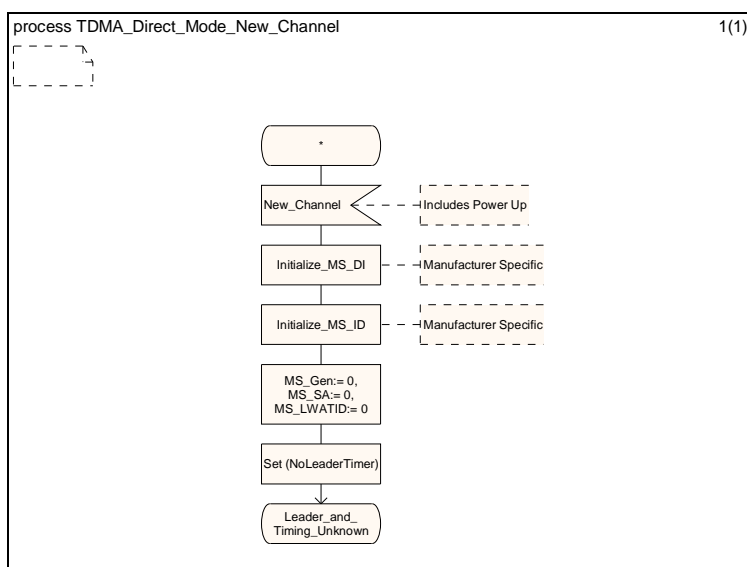 process TDMA_Direct_Mode_New_Channel 1(1)
*
New_Channel Includes Power Up
Initialize_MS_DI Manufacturer Specific
Initialize_MS_ID Manufacturer Specific
MS_Gen:= 0,
MS_SA:= 0,
MS_LWATID:= 0
Set (NoLeaderTimer)
Leader_and_
Timing_Unknown